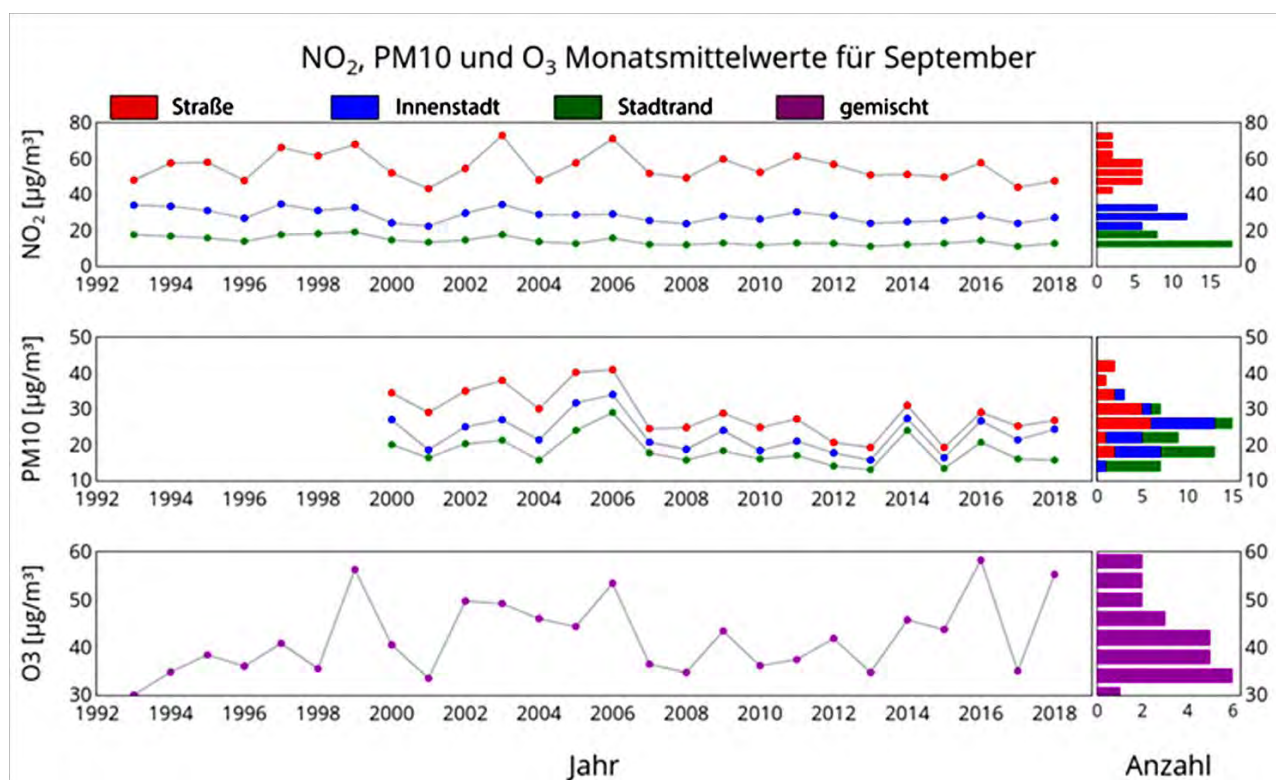 NO₂, PM10 und O₃ Monatsmittelwerte für September
Straße Innenstadt Stadtrand gemischt
NO₂ [µg/m³]
80
60
40
20
0
1992 1994 1996 1998 2000 2002 2004 2006 2008 2010 2012 2014 2016 2018
80
60
40
20
0
0 5 10 15
PM10 [µg/m³]
50
40
30
20
10
1992 1994 1996 1998 2000 2002 2004 2006 2008 2010 2012 2014 2016 2018
50
40
30
20
10
0 5 10 15
O3 [µg/m³]
60
50
40
30
1992 1994 1996 1998 2000 2002 2004 2006 2008 2010 2012 2014 2016 2018
60
50
40
30
0 2 4 6
Jahr
Anzahl